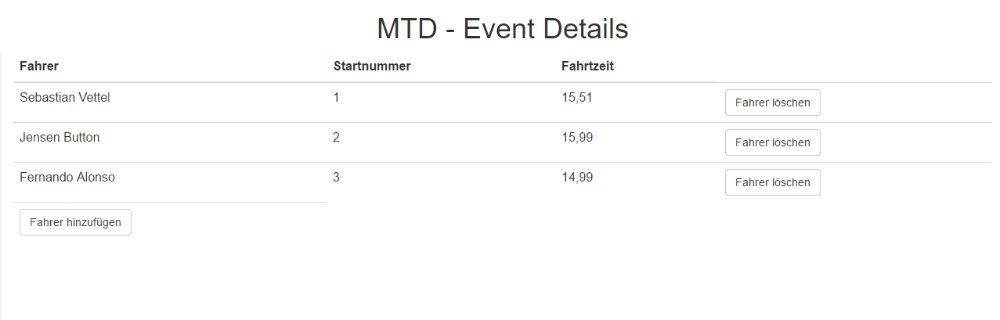 MTD - Event Details
Fahrer Startnummer Fahrtzeit
Sebastian Vettel 1 15,51 Fahrer löschen
Jensen Button 2 15,99 Fahrer löschen
Fernando Alonso 3 14,99 Fahrer löschen
Fahrer hinzufügen